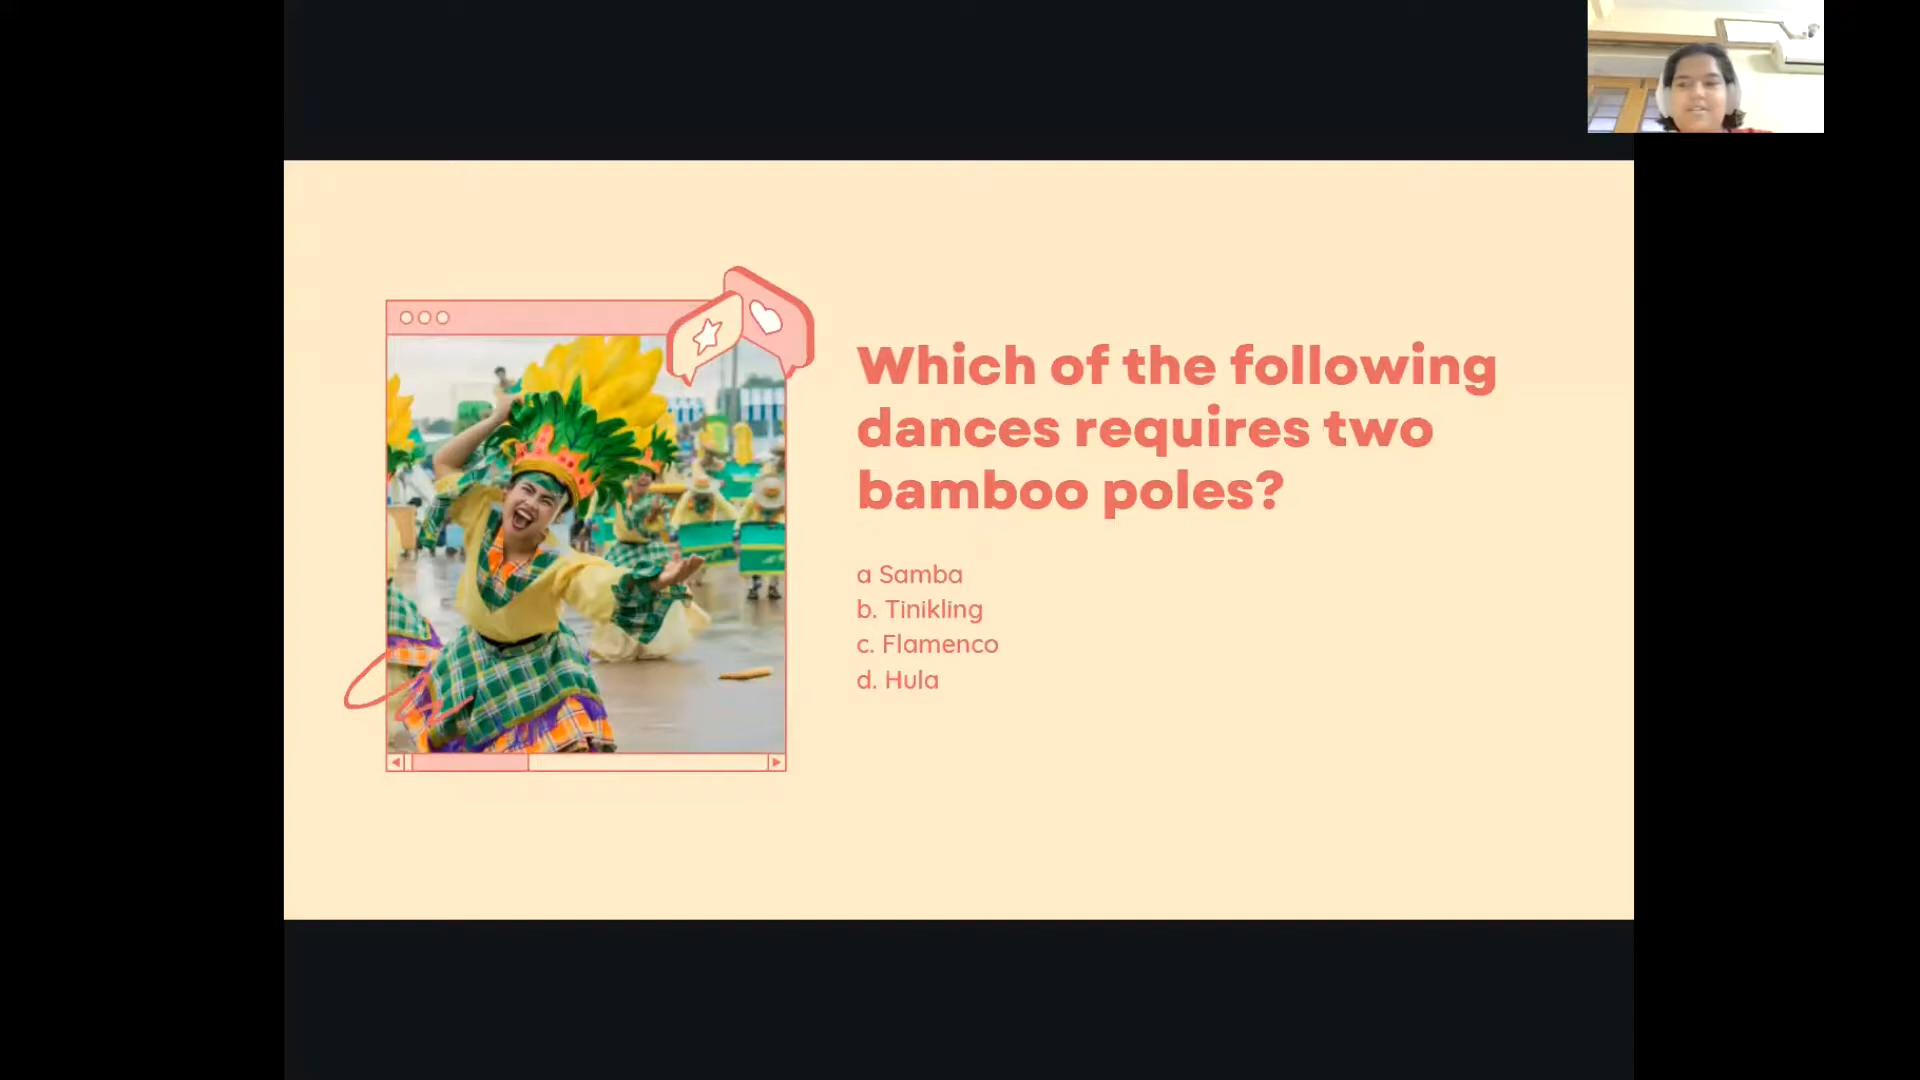 Which of the following
dances requires two
bamboo poles?
a Samba
b. Tinikling
c. Flamenco
d. Hula